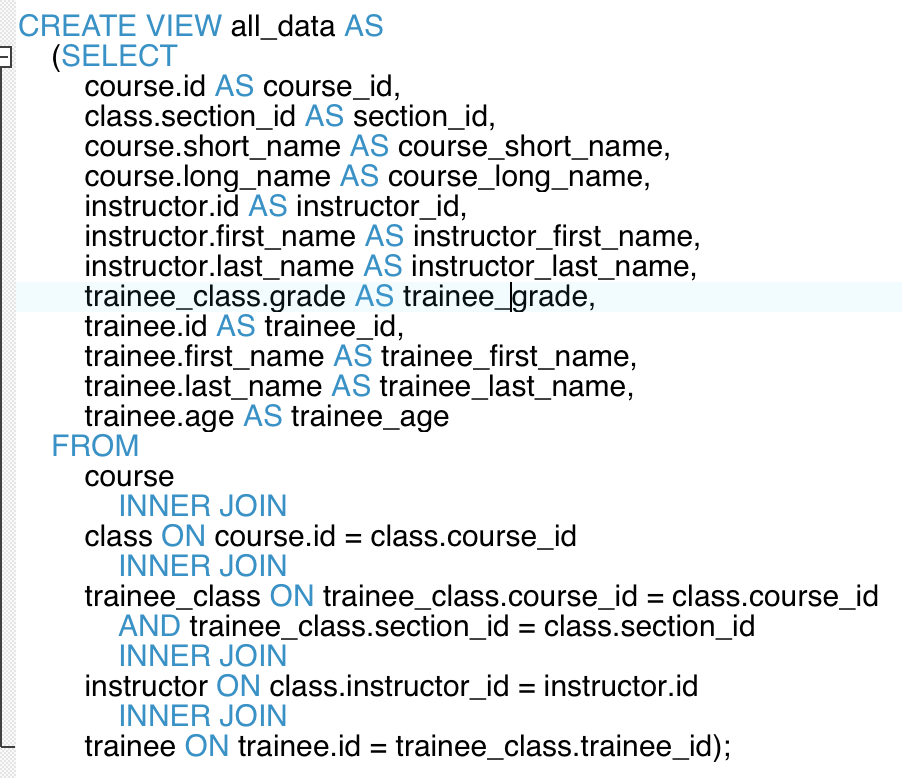 CREATE VIEW all_data AS
(SELECT
course.id AS course_id,
class.section_id AS section_id,
course.short_name AS course_short_name,
course.long_name AS course_long_name,
instructor.id AS instructor_id,
instructor.first_name AS instructor_first_name,
instructor.last_name AS instructor_last_name,
trainee_class.grade AS trainee_grade,
trainee.id AS trainee_id,
trainee.first_name AS trainee_first_name,
trainee.last_name AS trainee_last_name,
trainee.age AS trainee_age
FROM
course
INNER JOIN
class ON course.id = class.course_id
INNER JOIN
trainee_class ON trainee_class.course_id = class.course_id
AND trainee_class.section_id = class.section_id
INNER JOIN
instructor ON class.instructor_id = instructor.id
INNER JOIN
trainee ON trainee.id = trainee_class.trainee_id);